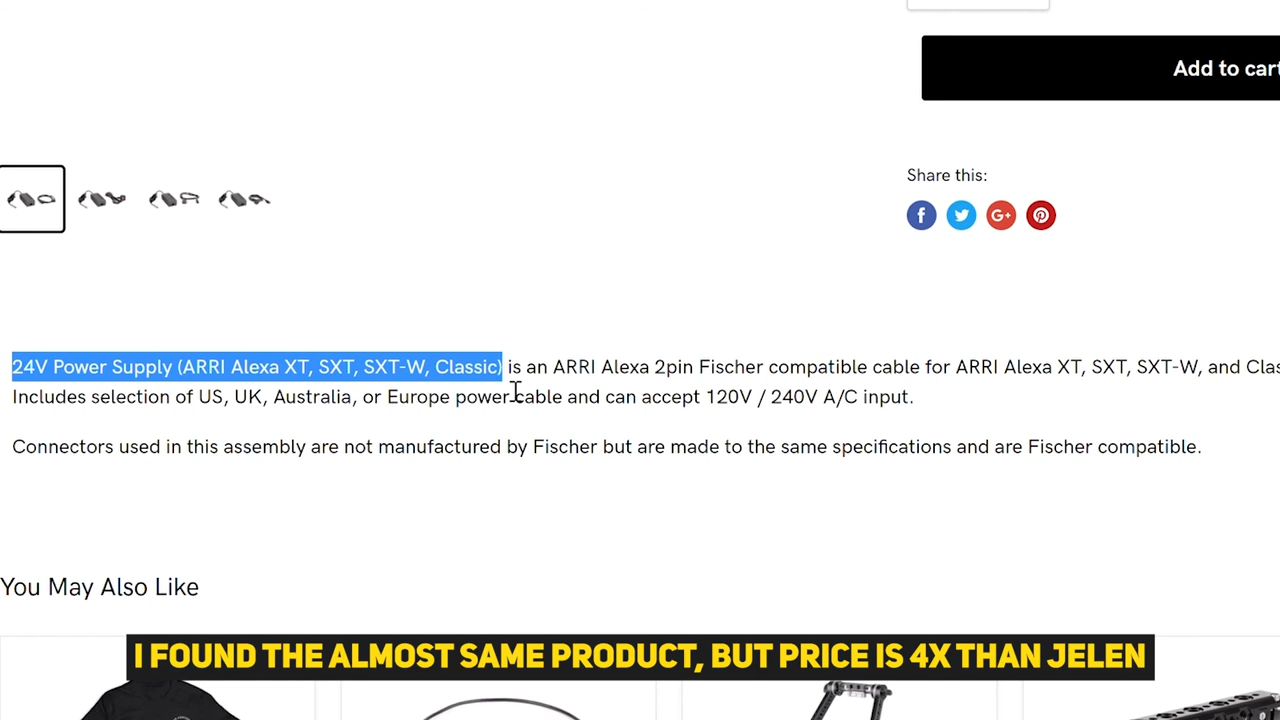 Add to cart
Share this:
f
G+
24V Power Supply (ARRI Alexa XT, SXT, SXT-W, Classic) is an ARRI Alexa 2pin Fischer compatible cable for ARRI Alexa XT, SXT, SXT-W, and Clas
Includes selection of US, UK, Australia, or Europe power cable and can accept 120V / 240V A/C input.
Connectors used in this assembly are not manufactured by Fischer but are made to the same specifications and are Fischer compatible.
You May Also Like
I FOUND THE ALMOST SAME PRODUCT, BUT PRICE IS 4X THAN JELEN